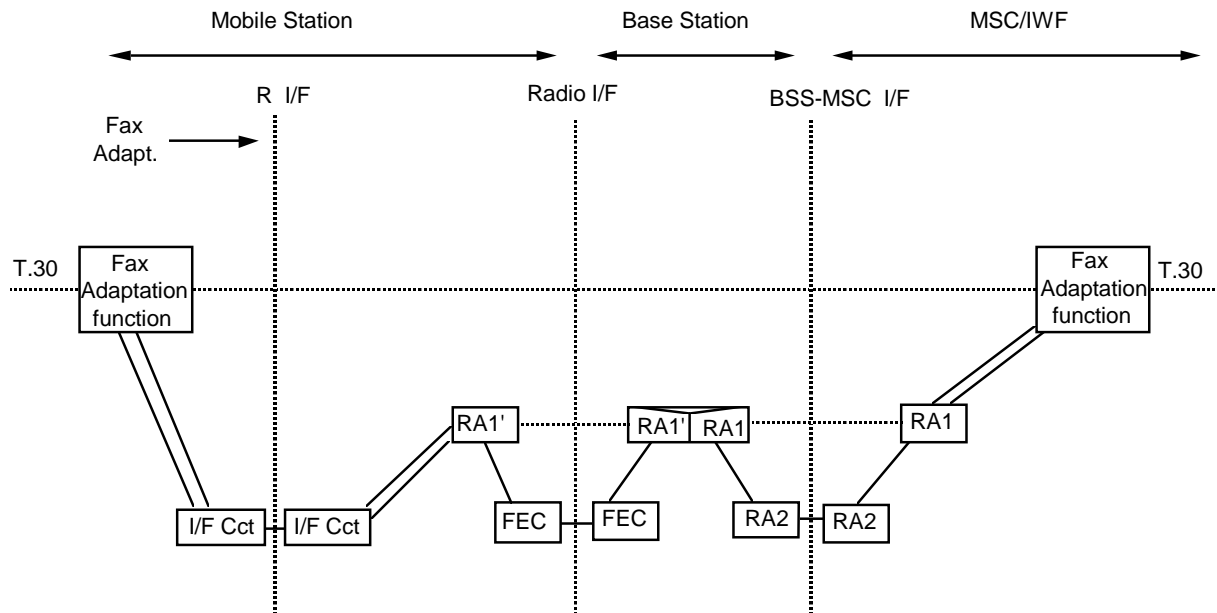 Mobile Station
Base Station
MSC/IWF
R I/F
Radio I/F
BSS-MSC I/F
Fax
Adapt.
T.30
Fax
Adaptation
function
Fax
Adaptation
function
T.30
RA1'
RA1'
RA1
RA1
I/F Cct
I/F Cct
FEC
FEC
RA2
RA2